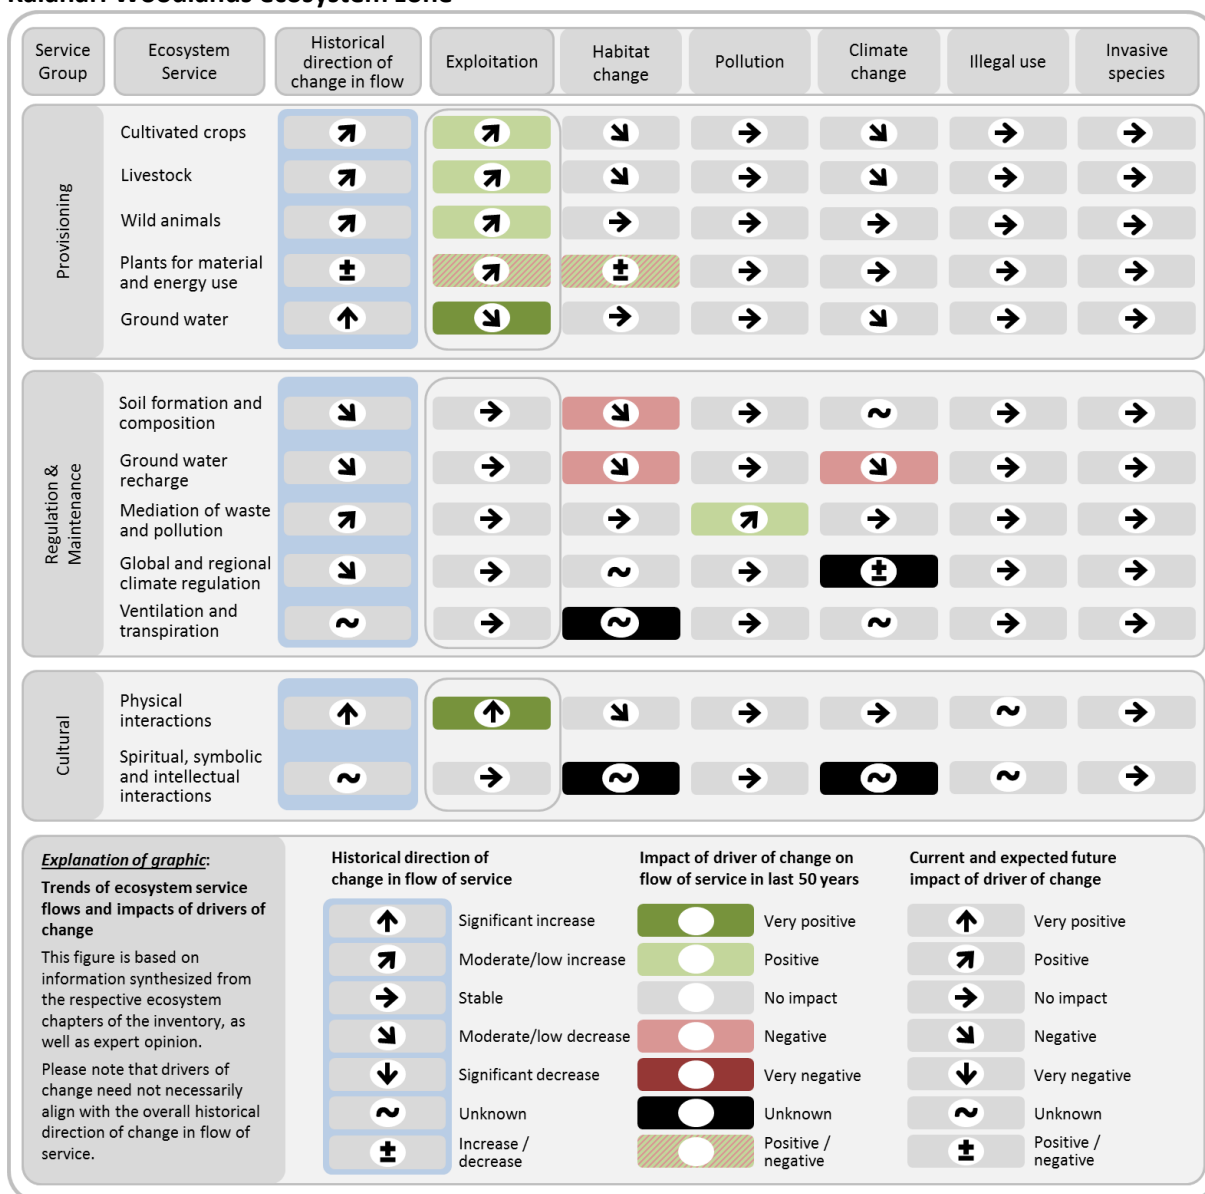 Kalahari Woodlands ecosystem zone
Service
Group
Ecosystem
Service
Historical
direction of
change in flow
Exploitation
Habitat
change
Pollution
Climate
change
Illegal use
Invasive
species
Provisioning
Cultivated crops
Livestock
Wild animals
Plants for material
and energy use
Ground water
Regulation &
Maintenance
Soil formation and
composition
Ground water
recharge
Mediation of waste
and pollution
Global and regional
climate regulation
Ventilation and
transpiration
Cultural
Physical
interactions
Spiritual, symbolic
and intellectual
interactions
Explanation of graphic:
Trends of ecosystem service
flows and impacts of drivers of
change
This figure is based on
information synthesized from
the respective ecosystem
chapters of the inventory, as
well as expert opinion.
Please note that drivers of
change need not necessarily
align with the overall historical
direction of change in flow of
service.
Historical direction of
change in flow of service
Significant increase
Moderate/low increase
Stable
Moderate/low decrease
Significant decrease
Unknown
Increase /
decrease
Impact of driver of change on
flow of service in last 50 years
Very positive
Positive
No impact
Negative
Very negative
Unknown
Positive /
negative
Current and expected future
impact of driver of change
Very positive
Positive
No impact
Negative
Very negative
Unknown
Positive /
negative